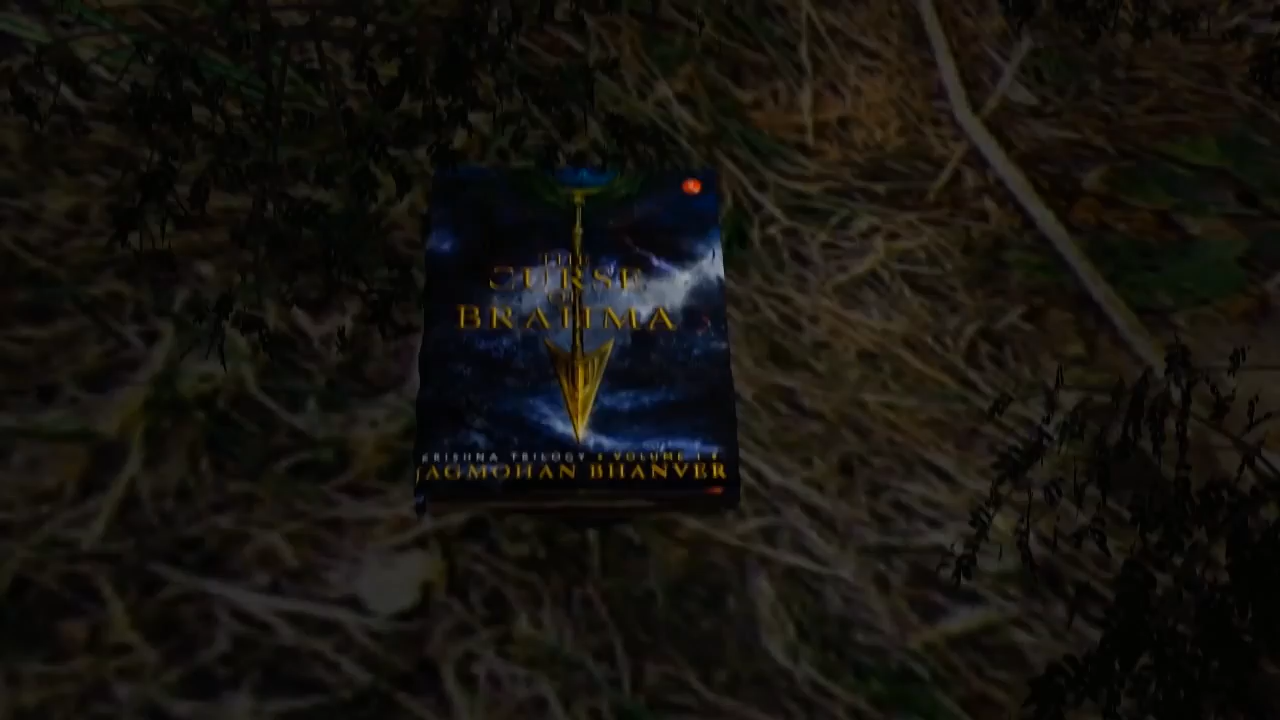 THE
CURSE
OF
BRAHMA
KRISHNA TRILOGY • VOLUME 1
JAGMOHAN BHANVER